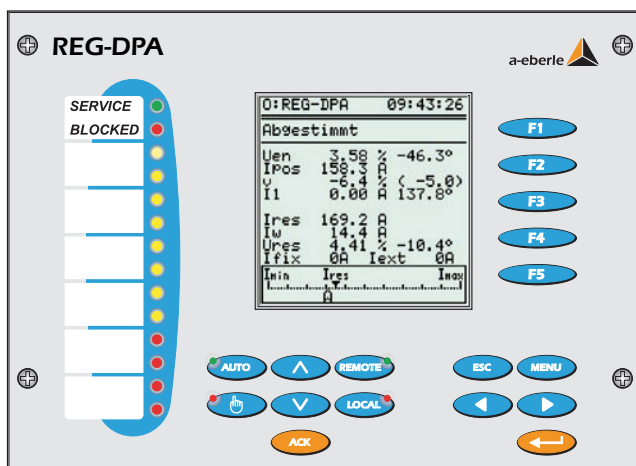 REG-DPA
a-eberle
SERVICE
BLOCKED
0:REG-DPA 09:43:26
Abgestimmt
Uen 3.58 % -46.3°
Ipos 158.3 A
v -6.4 % ( -5.0)
I1 0.00 A 137.8°
Ires 169.2 A
Iw 14.4 A
Ures 4.41 % -10.4°
Ifix 0A Iext 0A
Imin Ires Imax
A
F1
F2
F3
F4
F5
AUTO
REMOTE
ESC
MENU
LOCAL
ACK